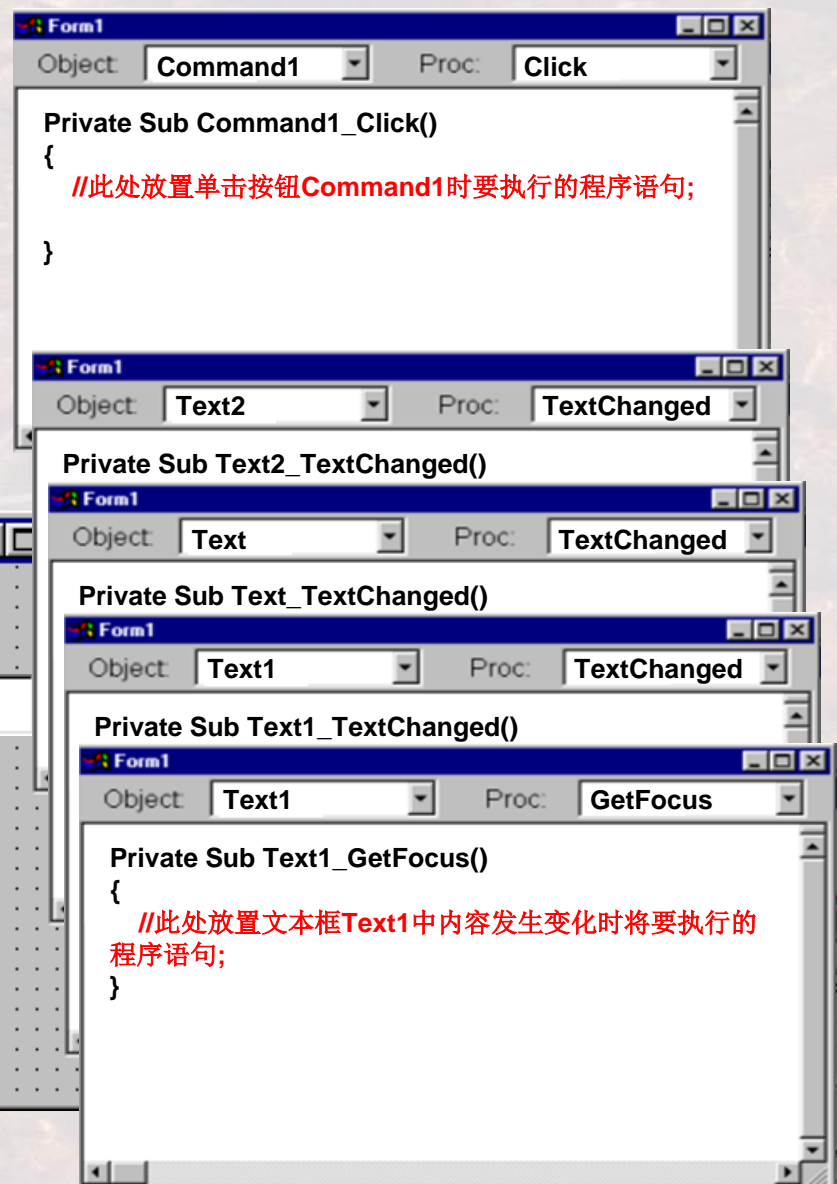 Form1
Object: Command1 Proc: Click
Private Sub Command1_Click()
{
//此处放置单击按钮Command1时要执行的程序语句;
}
Form1
Object: Text2 Proc: TextChanged
Private Sub Text2_TextChanged()
Form1
Object: Text Proc: TextChanged
Private Sub Text_TextChanged()
Form1
Object: Text1 Proc: TextChanged
Private Sub Text1_TextChanged()
Form1
Object: Text1 Proc: GetFocus
Private Sub Text1_GetFocus()
{
//此处放置文本框Text1中内容发生变化时将要执行的
程序语句;
}